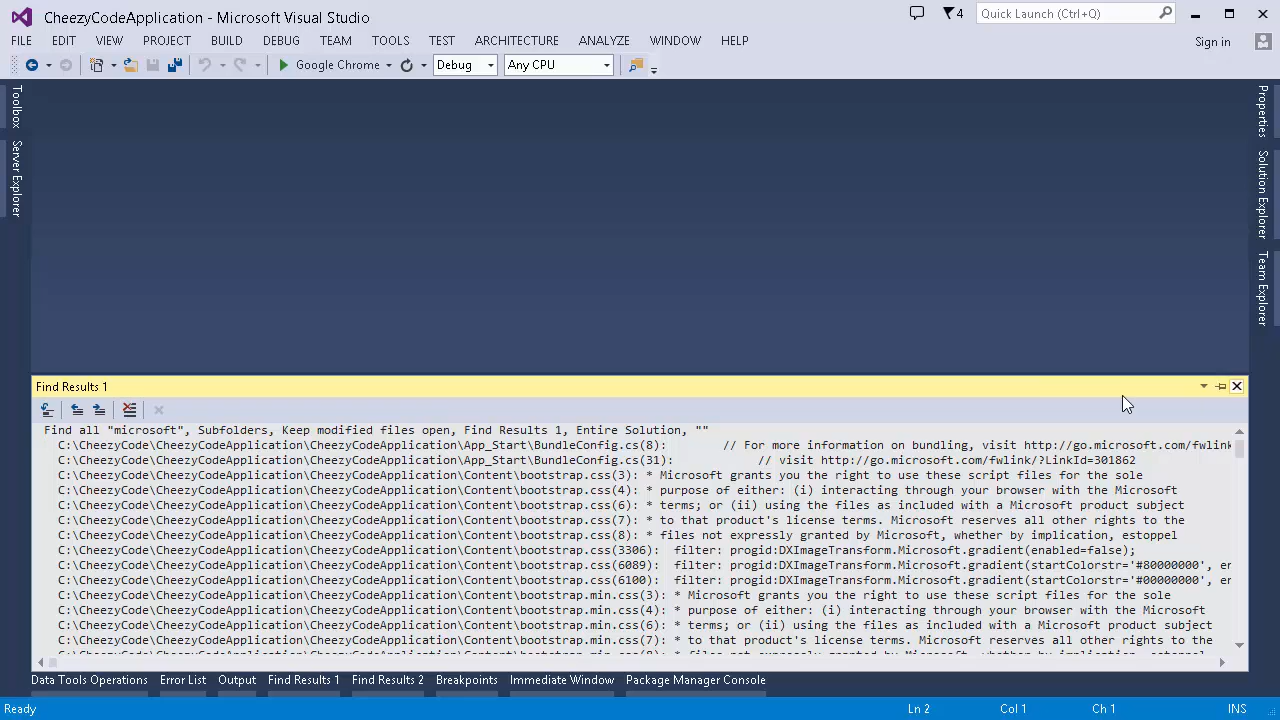 CheezyCodeApplication - Microsoft Visual Studio
4
Quick Launch (Ctrl+Q)
FILE EDIT VIEW PROJECT BUILD DEBUG TEAM TOOLS TEST ARCHITECTURE ANALYZE WINDOW HELP
Sign in
Google Chrome Debug Any CPU
Toolbox
Server Explorer
Properties
Solution Explorer
Team Explorer
Find Results 1
Find all "microsoft", Subfolders, Keep modified files open, Find Results 1, Entire Solution, ""
C:\CheezyCode\CheezyCodeApplication\CheezyCodeApplication\App_Start\BundleConfig.cs(8): // For more information on bundling, visit http://go.microsoft.com/fwlink
C:\CheezyCode\CheezyCodeApplication\CheezyCodeApplication\App_Start\BundleConfig.cs(31): // visit http://go.microsoft.com/fwlink/?LinkId=301862
C:\CheezyCode\CheezyCodeApplication\CheezyCodeApplication\Content\bootstrap.css(3): * Microsoft grants you the right to use these script files for the sole
C:\CheezyCode\CheezyCodeApplication\CheezyCodeApplication\Content\bootstrap.css(4): * purpose of either: (i) interacting through your browser with the Microsoft
C:\CheezyCode\CheezyCodeApplication\CheezyCodeApplication\Content\bootstrap.css(6): * terms; or (ii) using the files as included with a Microsoft product subject
C:\CheezyCode\CheezyCodeApplication\CheezyCodeApplication\Content\bootstrap.css(7): * to that product's license terms. Microsoft reserves all other rights to the
C:\CheezyCode\CheezyCodeApplication\CheezyCodeApplication\Content\bootstrap.css(8): * files not expressly granted by Microsoft, whether by implication, estoppel
C:\CheezyCode\CheezyCodeApplication\CheezyCodeApplication\Content\bootstrap.css(3306): filter: progid:DXImageTransform.Microsoft.gradient(enabled=false);
C:\CheezyCode\CheezyCodeApplication\CheezyCodeApplication\Content\bootstrap.css(6089): filter: progid:DXImageTransform.Microsoft.gradient(startColorstr='#80000000', er
C:\CheezyCode\CheezyCodeApplication\CheezyCodeApplication\Content\bootstrap.css(6100): filter: progid:DXImageTransform.Microsoft.gradient(startColorstr='#00000000', er
C:\CheezyCode\CheezyCodeApplication\CheezyCodeApplication\Content\bootstrap.min.css(3): * Microsoft grants you the right to use these script files for the sole
C:\CheezyCode\CheezyCodeApplication\CheezyCodeApplication\Content\bootstrap.min.css(4): * purpose of either: (i) interacting through your browser with the Microsoft
C:\CheezyCode\CheezyCodeApplication\CheezyCodeApplication\Content\bootstrap.min.css(6): * terms; or (ii) using the files as included with a Microsoft product subject
C:\CheezyCode\CheezyCodeApplication\CheezyCodeApplication\Content\bootstrap.min.css(7): * to that product's license terms. Microsoft reserves all other rights to the
Data Tools Operations Error List Output Find Results 1 Find Results 2 Breakpoints Immediate Window Package Manager Console
Ready Ln 2 Col 1 Ch 1 INS